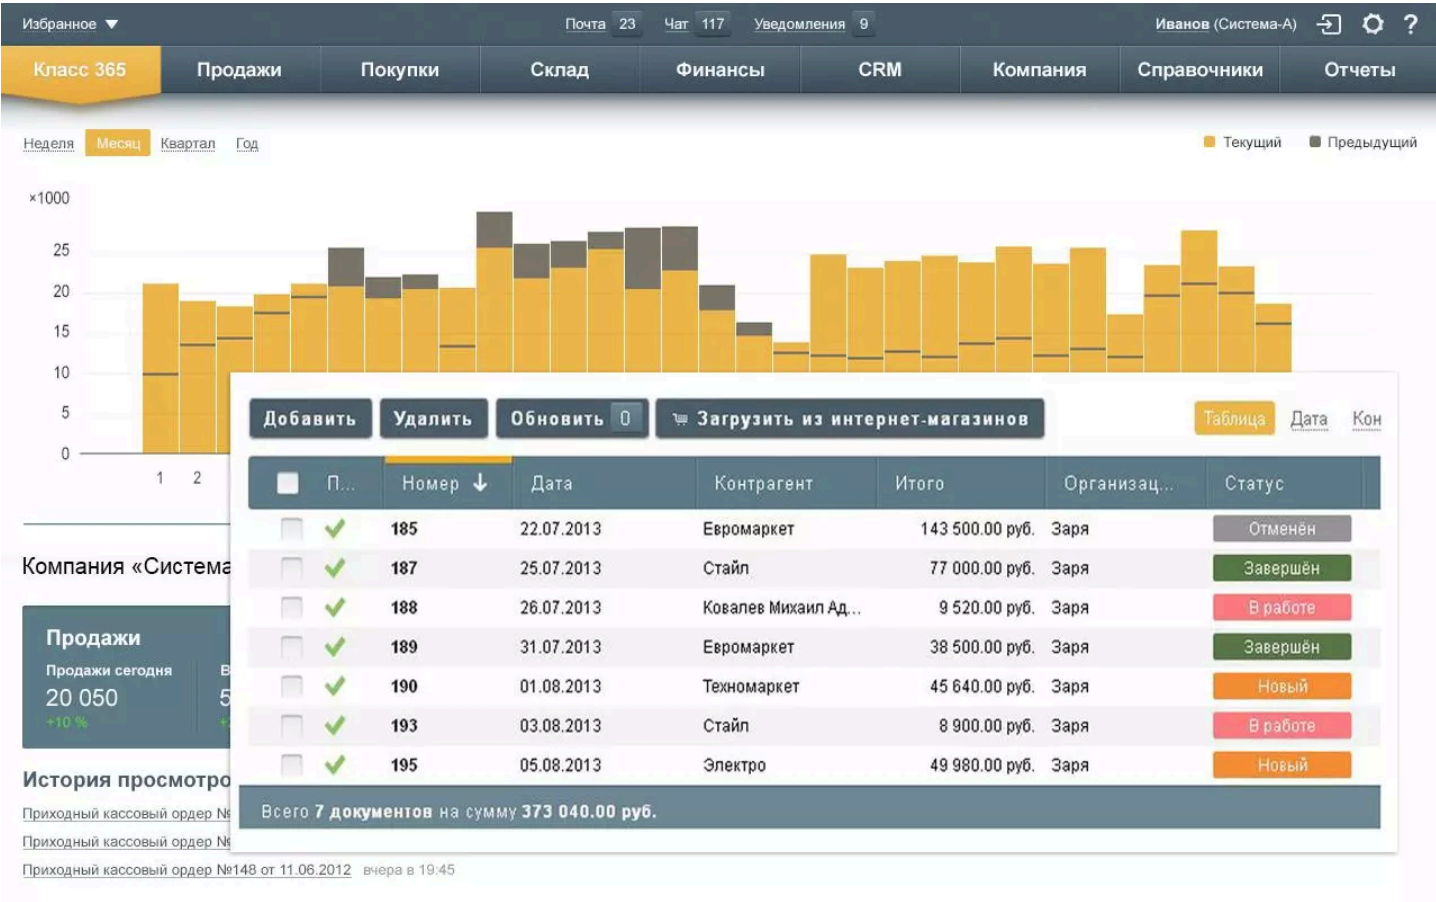 Избранное Почта 23 Чат 117 Уведомления 9 Иванов (Система-А) ?
Класс 365 Продажи Покупки Склад Финансы CRM Компания Справочники Отчеты
Неделя Месяц Квартал Год Текущий Предыдущий
×1000
25
20
15
10
5
0
1 2
Добавить Удалить Обновить 0 Загрузить из интернет-магазинов Таблица Дата Кон
П... Номер Дата Контрагент Итого Организац... Статус
185 22.07.2013 Евромаркет 143 500.00 руб. Заря Отменён
187 25.07.2013 Стайл 77 000.00 руб. Заря Завершён
188 26.07.2013 Ковалев Михаил Ад... 9 520.00 руб. Заря В работе
189 31.07.2013 Евромаркет 38 500.00 руб. Заря Завершён
190 01.08.2013 Техномаркет 45 640.00 руб. Заря Новый
193 03.08.2013 Стайл 8 900.00 руб. Заря В работе
195 05.08.2013 Электро 49 980.00 руб. Заря Новый
Всего 7 документов на сумму 373 040.00 руб.
Компания «Система
Продажи
Продажи сегодня В
20 050 5
+10 %
История просмотро
Приходный кассовый ордер №
Приходный кассовый ордер №
Приходный кассовый ордер №148 от 11.06.2012 вчера в 19:45